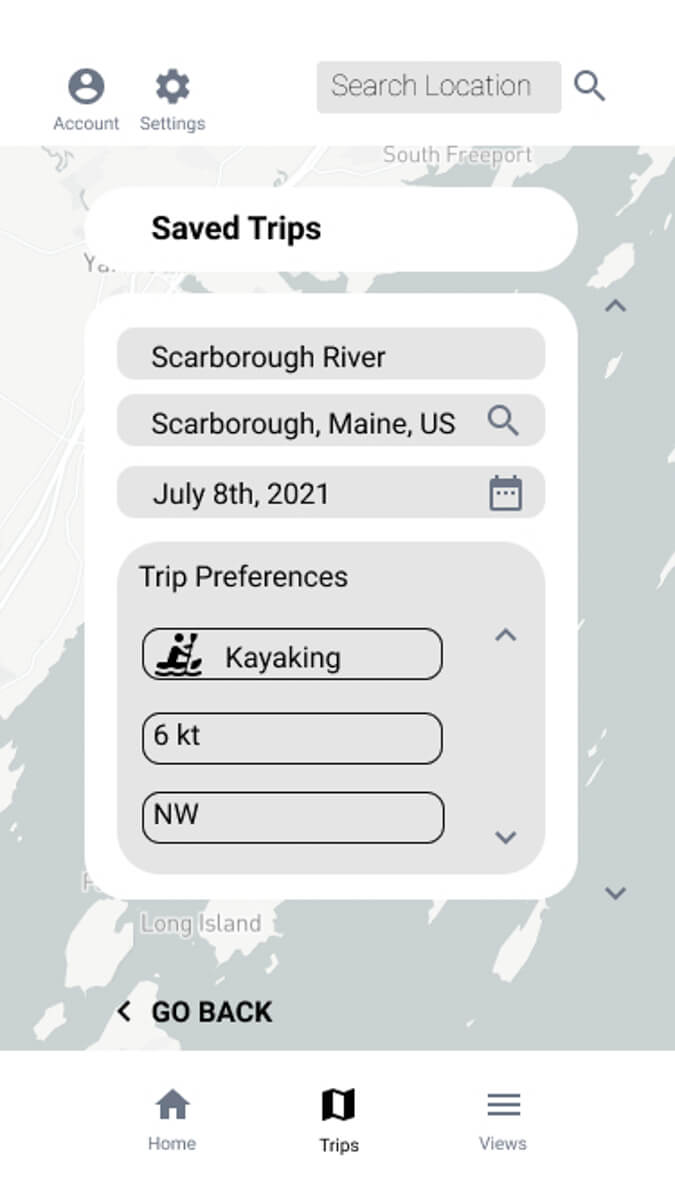 Search Location
Account
Settings
South Freeport
Saved Trips
Scarborough River
Scarborough, Maine, US
July 8th, 2021
Trip Preferences
Kayaking
6 kt
NW
Long Island
GO BACK
Home
Trips
Views